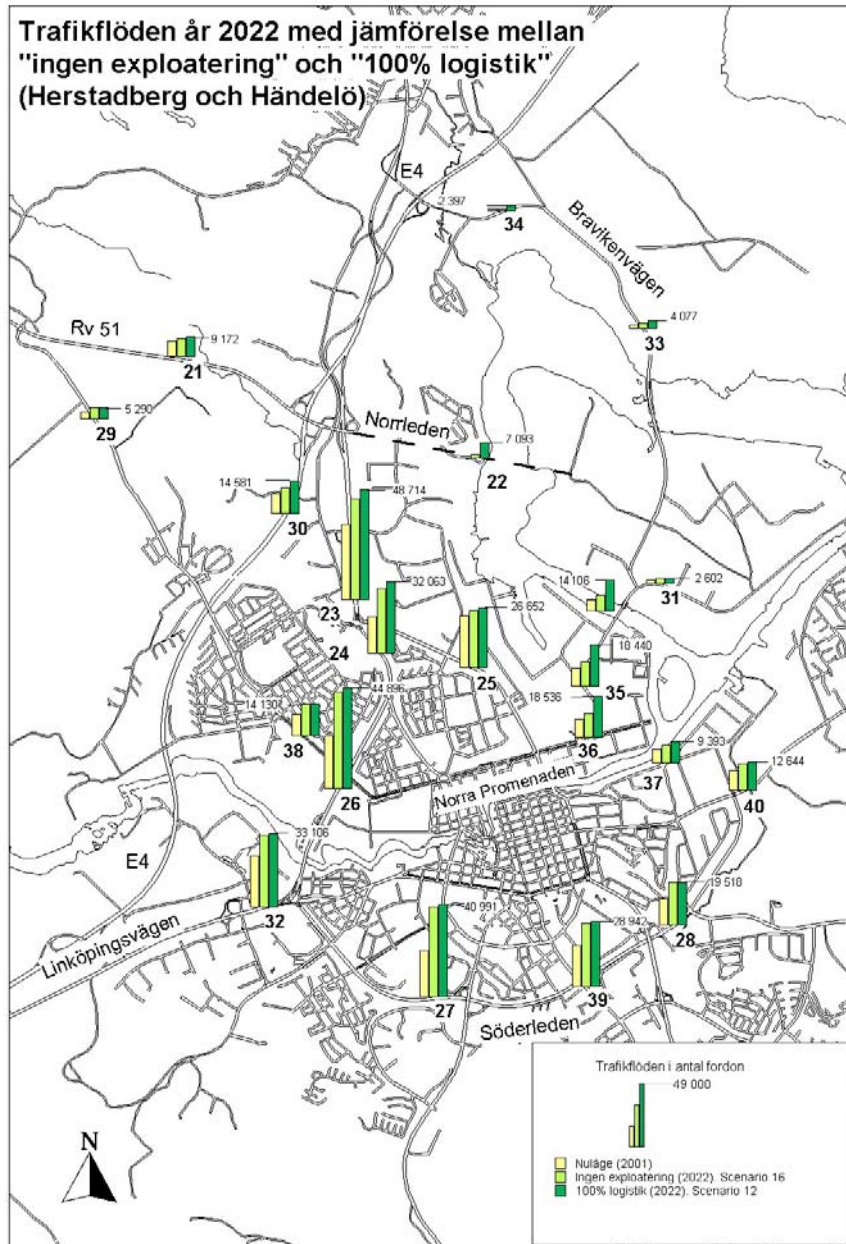 Trafikflöden år 2022 med jämförelse mellan
"ingen exploatering" och "100% logistik"
(Herstadberg och Händelö)
E4
2 397
34
Bravikenvägen
4 077
33
Rv 51
9 172
21
5 290
29
Norrleden
7 093
22
14 681
30
48 714
23
32 063
24
26 652
25
14 106
2 602
31
18 440
35
18 536
36
14 130
38
44 896
26
9 393
37
Norra Promenaden
12 644
40
33 106
E4
32
Linköpingsvägen
40 991
27
28 942
39
19 518
28
Söderleden
Trafikflöden i antal fordon
49 000
Nuläge (2001)
Ingen exploatering (2022). Scenario 16
100% logistik (2022). Scenario 12
N